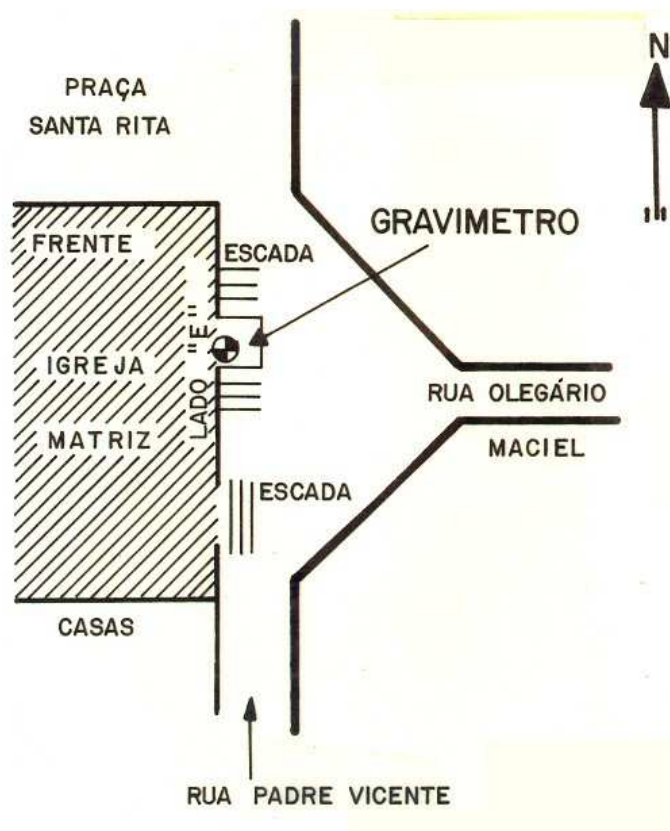 N
PRAÇA
SANTA RITA
GRAVIMETRO
FRENTE
ESCADA
LADO "E"
IGREJA
RUA OLEGÁRIO
MACIEL
MATRIZ
ESCADA
CASAS
RUA PADRE VICENTE